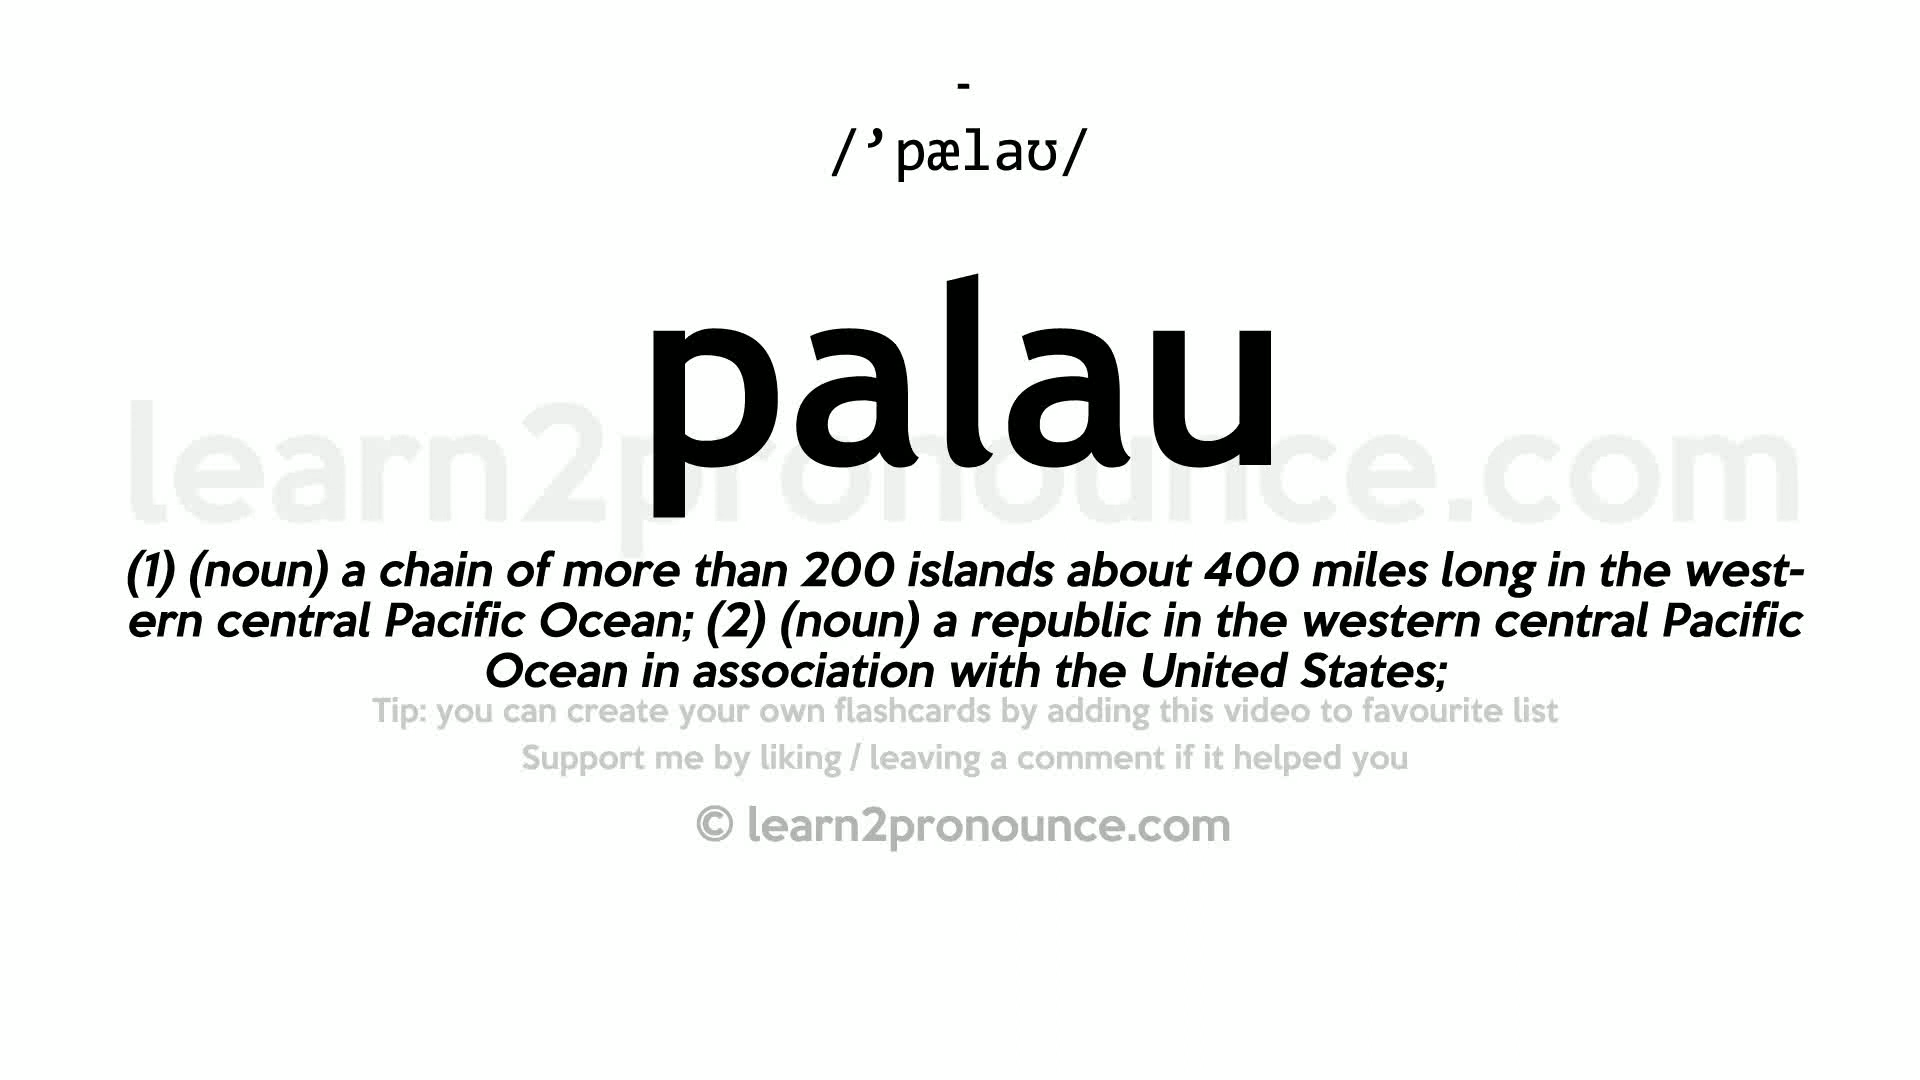 -
/’pælaʊ/
palau
learn2pronounce.com
(1) (noun) a chain of more than 200 islands about 400 miles long in the west-
ern central Pacific Ocean; (2) (noun) a republic in the western central Pacific
Ocean in association with the United States;
Tip: you can create your own flashcards by adding this video to favourite list
Support me by liking / leaving a comment if it helped you
© learn2pronounce.com